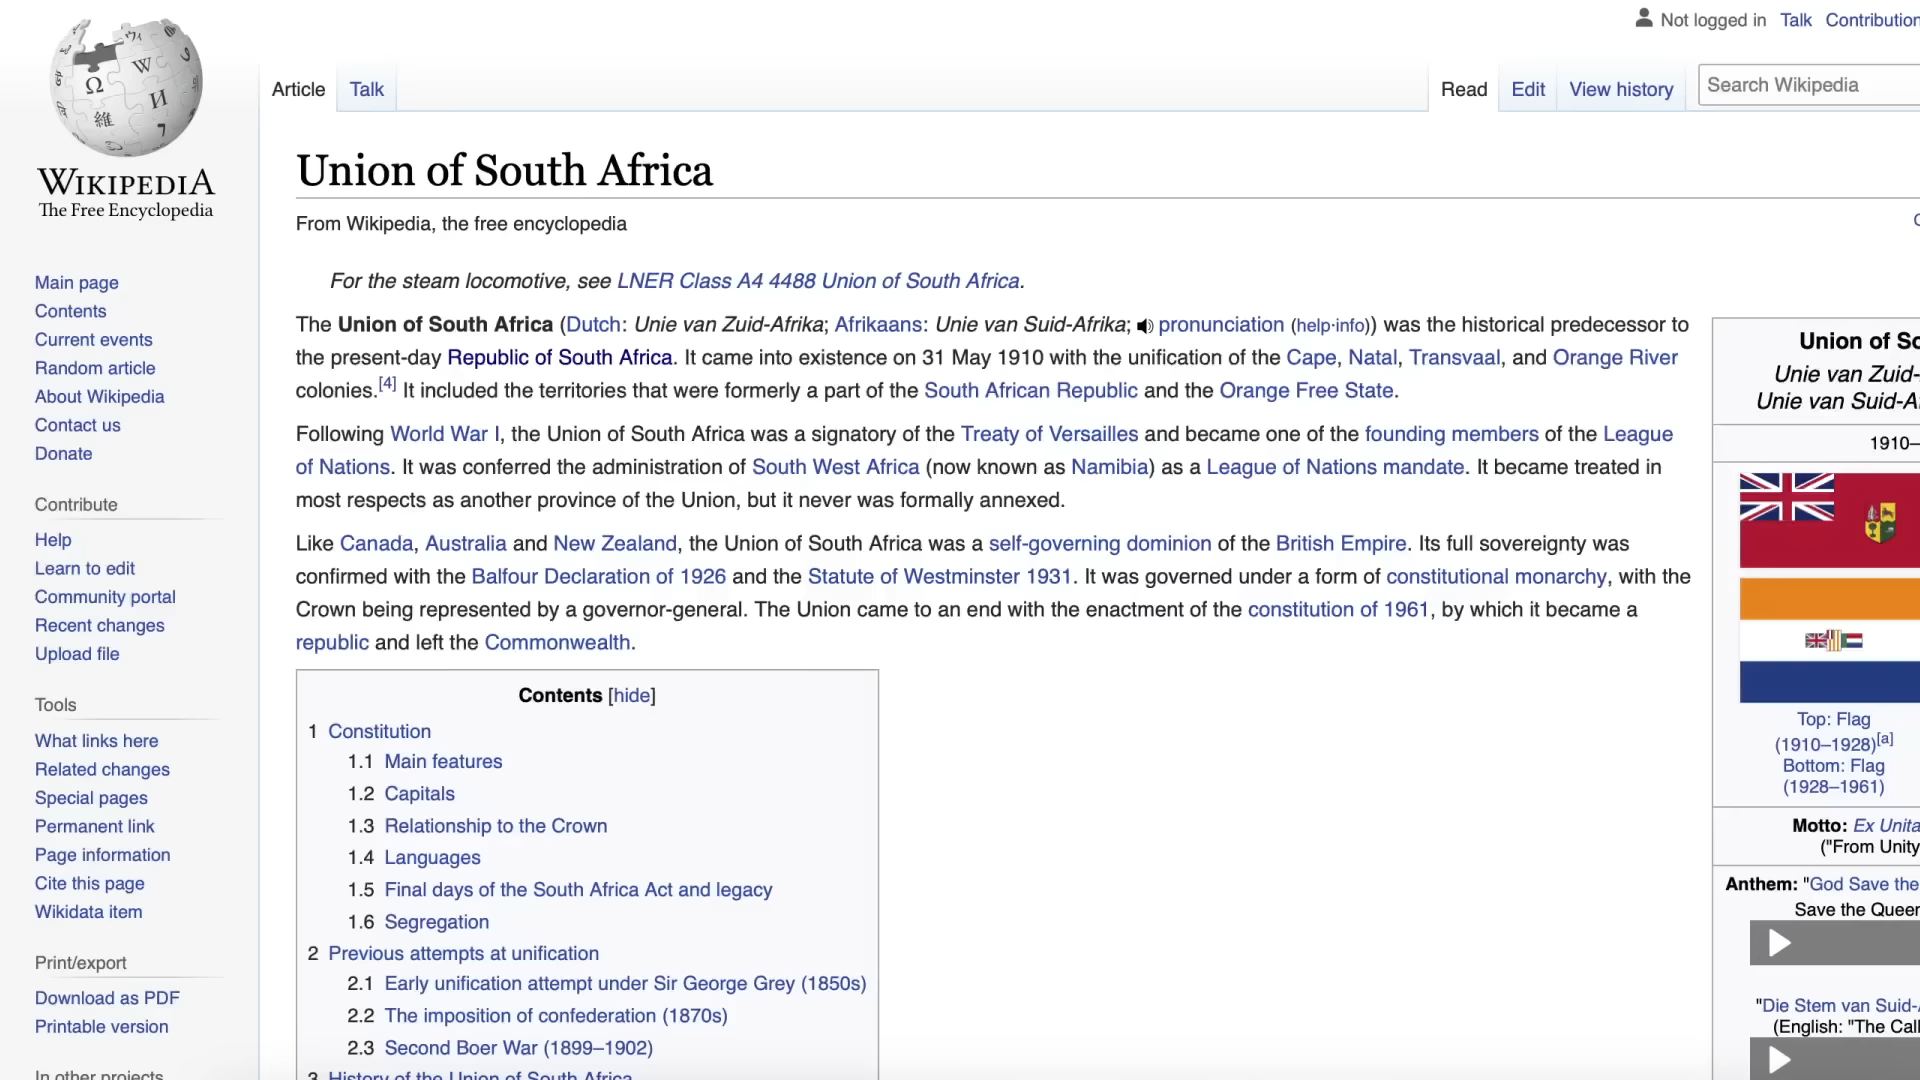 Not logged in Talk
Article Talk Read Edit View history Search Wikipedia
WIKIPEDIA
The Free Encyclopedia
Main page
Contents
Current events
Random article
About Wikipedia
Contact us
Donate
Contribute
Help
Learn to edit
Community portal
Recent changes
Upload file
Tools
What links here
Related changes
Special pages
Permanent link
Page information
Cite this page
Wikidata item
Print/export
Download as PDF
Printable version
In other projects
Union of South Africa
From Wikipedia, the free encyclopedia
For the steam locomotive, see LNER Class A4 4488 Union of South Africa.
The Union of South Africa (Dutch: Unie van Zuid-Afrika; Afrikaans: Unie van Suid-Afrika; pronunciation (help·info)) was the historical predecessor to
the present-day Republic of South Africa. It came into existence on 31 May 1910 with the unification of the Cape, Natal, Transvaal, and Orange River
colonies.[4] It included the territories that were formerly a part of the South African Republic and the Orange Free State.
Following World War I, the Union of South Africa was a signatory of the Treaty of Versailles and became one of the founding members of the League
of Nations. It was conferred the administration of South West Africa (now known as Namibia) as a League of Nations mandate. It became treated in
most respects as another province of the Union, but it never was formally annexed.
Like Canada, Australia and New Zealand, the Union of South Africa was a self-governing dominion of the British Empire. Its full sovereignty was
confirmed with the Balfour Declaration of 1926 and the Statute of Westminster 1931. It was governed under a form of constitutional monarchy, with the
Crown being represented by a governor-general. The Union came to an end with the enactment of the constitution of 1961, by which it became a
republic and left the Commonwealth.
Contents [hide]
1 Constitution
1.1 Main features
1.2 Capitals
1.3 Relationship to the Crown
1.4 Languages
1.5 Final days of the South Africa Act and legacy
1.6 Segregation
2 Previous attempts at unification
2.1 Early unification attempt under Sir George Grey (1850s)
2.2 The imposition of confederation (1870s)
2.3 Second Boer War (1899–1902)
3 History of the Union of South Africa
Union of
Unie van Zuid-
Unie van
1910–
Top: Flag
(1910–1928)[a]
Bottom: Flag
(1928–1961)
Motto: Ex
("From Unity
Anthem: "God Save the
Save the
"Die Stem van Suid-
(English: "The